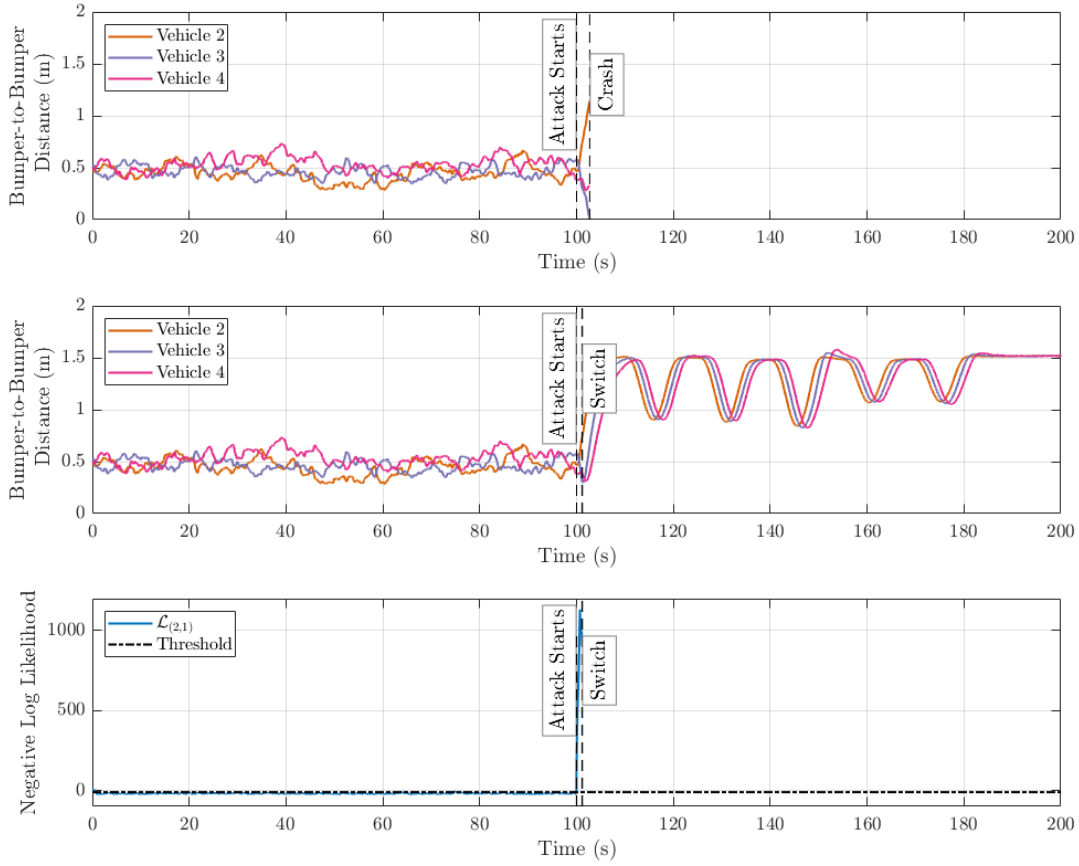 Bumper-to-Bumper
Distance (m)
2
1.5
1
0.5
0
Vehicle 2
Vehicle 3
Vehicle 4
Attack Starts
Crash
0 20 40 60 80 100 120 140 160 180 200
Time (s)
Bumper-to-Bumper
Distance (m)
2
1.5
1
0.5
0
Vehicle 2
Vehicle 3
Vehicle 4
Attack Starts
Switch
0 20 40 60 80 100 120 140 160 180 200
Time (s)
Negative Log Likelihood
1000
500
0
ℒ(2,1)
Threshold
Attack Starts
Switch
0 20 40 60 80 100 120 140 160 180 200
Time (s)